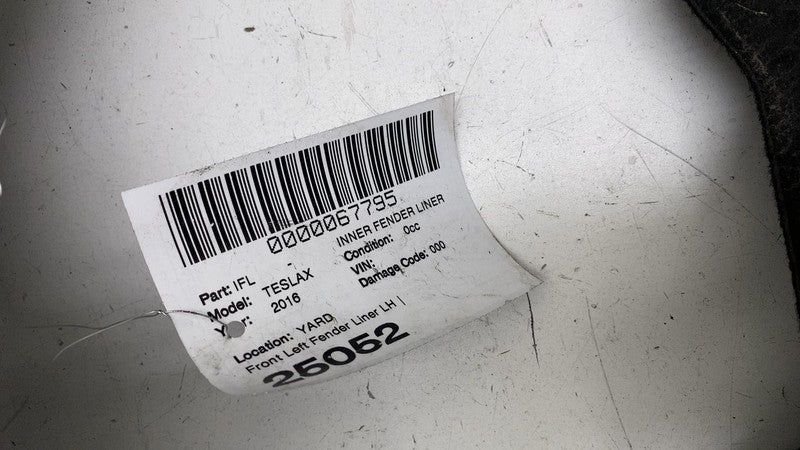 0000067795
Part: IFL - INNER FENDER LINER
Model: TESLAX Condition: 0cc
Year: 2016 VIN:
Damage Code: 000
Location: YARD
Front Left Fender Liner LH |
25052